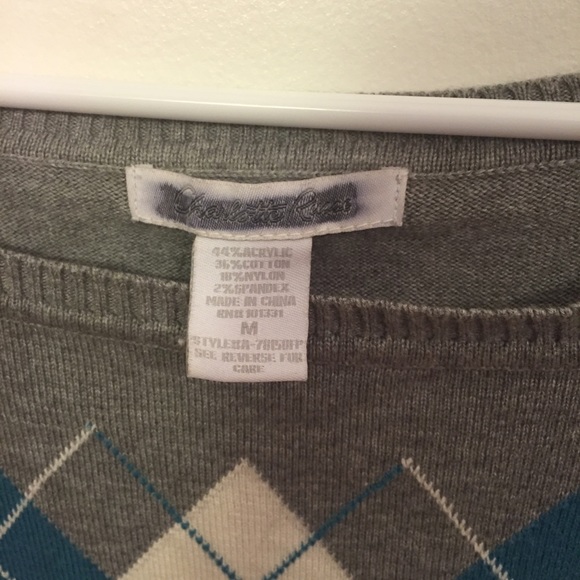 Charlotte Russe
44%ACRYLIC
36%COTTON
18%NYLON
2%SPANDEX
MADE IN CHINA
RN# 101331
M
SEE REVERSE FOR
CARE